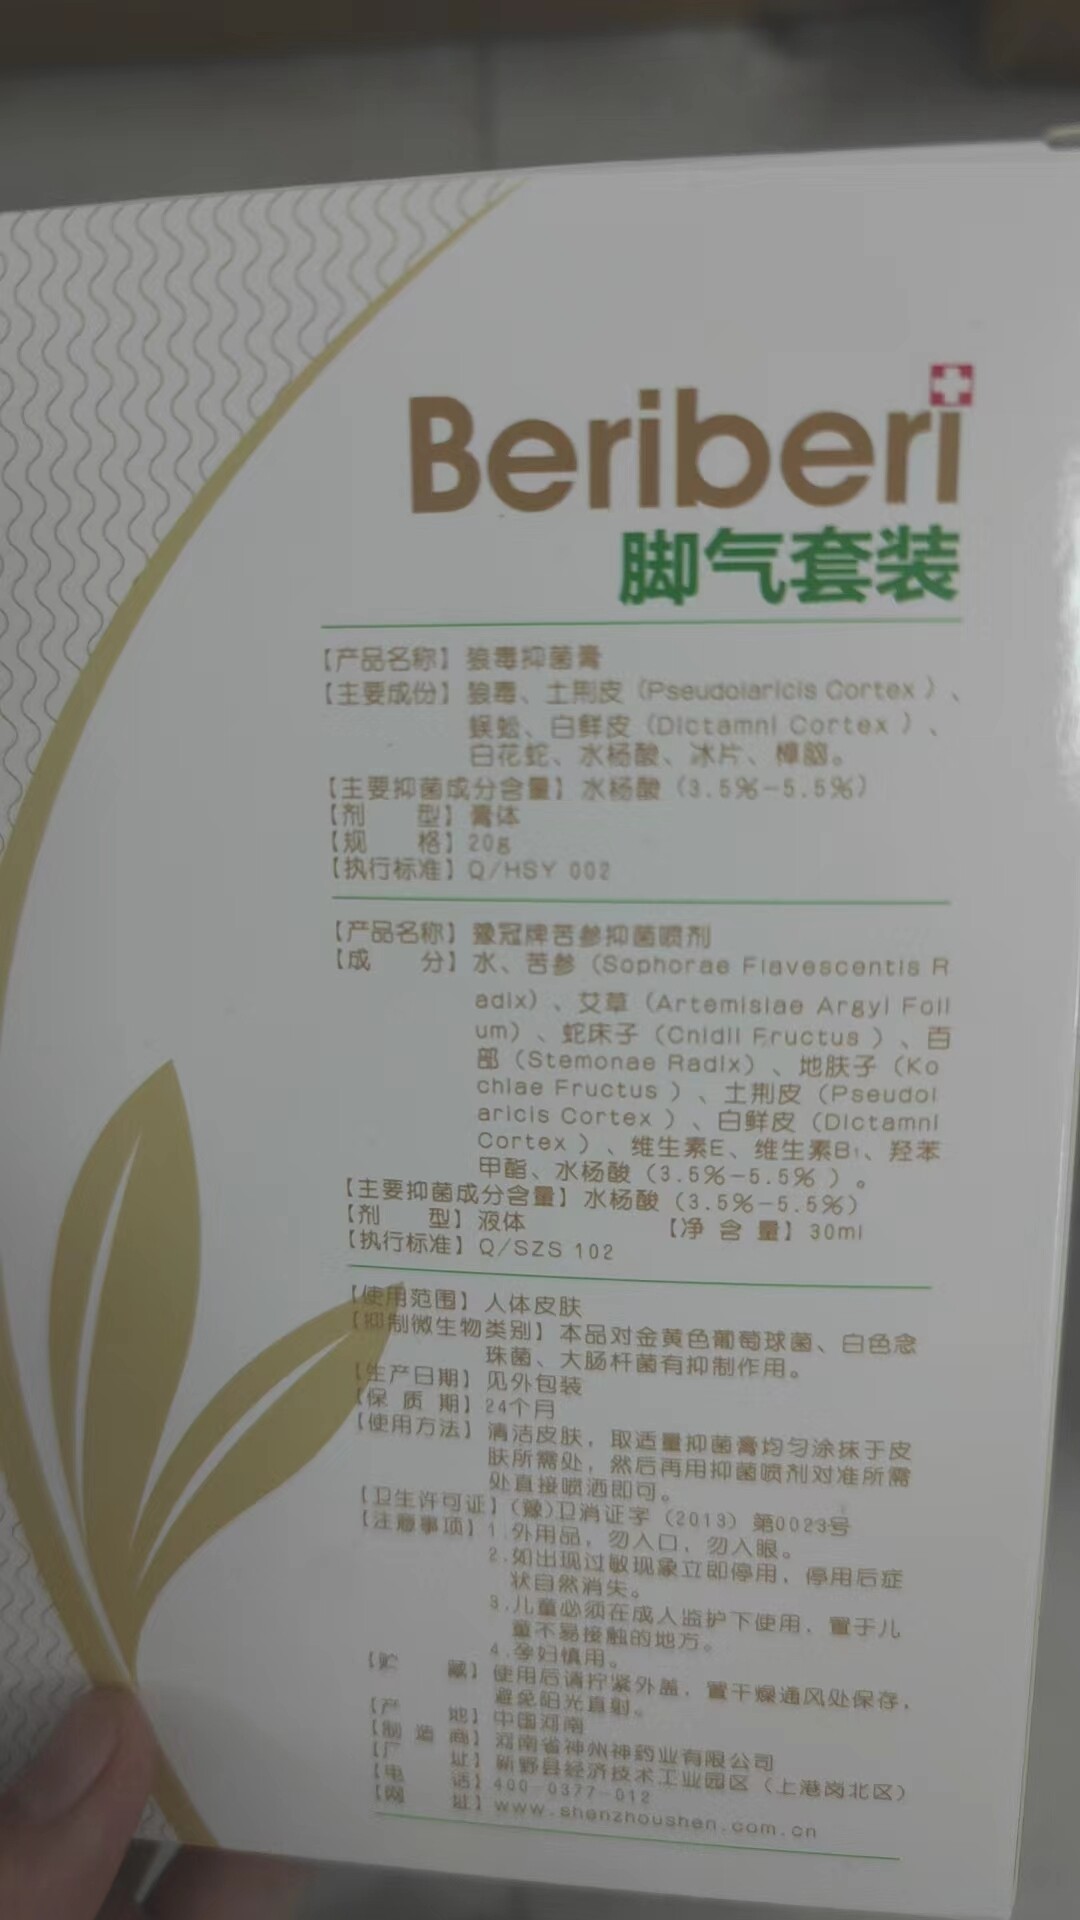 Beriberi
脚气套装
【产品名称】狼毒抑菌膏
【主要成份】狼毒、土荆皮（Pseudolaricis Cortex）、
蜈蚣、白鲜皮（Dictamni Cortex）、
白花蛇、水杨酸、冰片、樟脑。
【主要抑菌成分含量】水杨酸（3.5%-5.5%）
【剂 型】膏体
【规 格】20g
【执行标准】Q/HSY 002
【产品名称】豫冠牌苦参抑菌喷剂
【成 分】水、苦参（Sophorae Flavescentis R
adix）、艾草（Artemisiae Argyi Foli
um）、蛇床子（Cnidii Fructus）、百
部（Stemonae Radix）、地肤子（Ko
chiae Fructus）、土荆皮（Pseudol
aricis Cortex）、白鲜皮（Dictamni
Cortex）、维生素E、维生素B₁、羟苯
甲酯、水杨酸（3.5%-5.5%）。
【主要抑菌成分含量】水杨酸（3.5%-5.5%）
【剂 型】液体 【净 含 量】30ml
【执行标准】Q/SZS 102
【使用范围】人体皮肤
【抑制微生物类别】本品对金黄色葡萄球菌、白色念
珠菌、大肠杆菌有抑制作用。
【生产日期】见外包装
【保 质 期】24个月
【使用方法】清洁皮肤，取适量抑菌膏均匀涂抹于皮
肤所需处，然后再用抑菌喷剂对准所需
处直接喷洒即可。
【卫生许可证】(豫)卫消证字（2013）第0023号
【注意事项】1.外用品，勿入口，勿入眼。
2.如出现过敏现象立即停用，停用后症
状自然消失。
3.儿童必须在成人监护下使用，置于儿
童不易接触的地方。
4.孕妇慎用。
【贮 藏】使用后请拧紧外盖，置干燥通风处保存，
避免阳光直射。
【产 地】中国河南
【制 造 商】河南省神州神药业有限公司
【厂 址】新野县经济技术工业园区（上港岗北区）
【电 话】400-0377-012
【网 址】www.shenzhoushen.com.cn